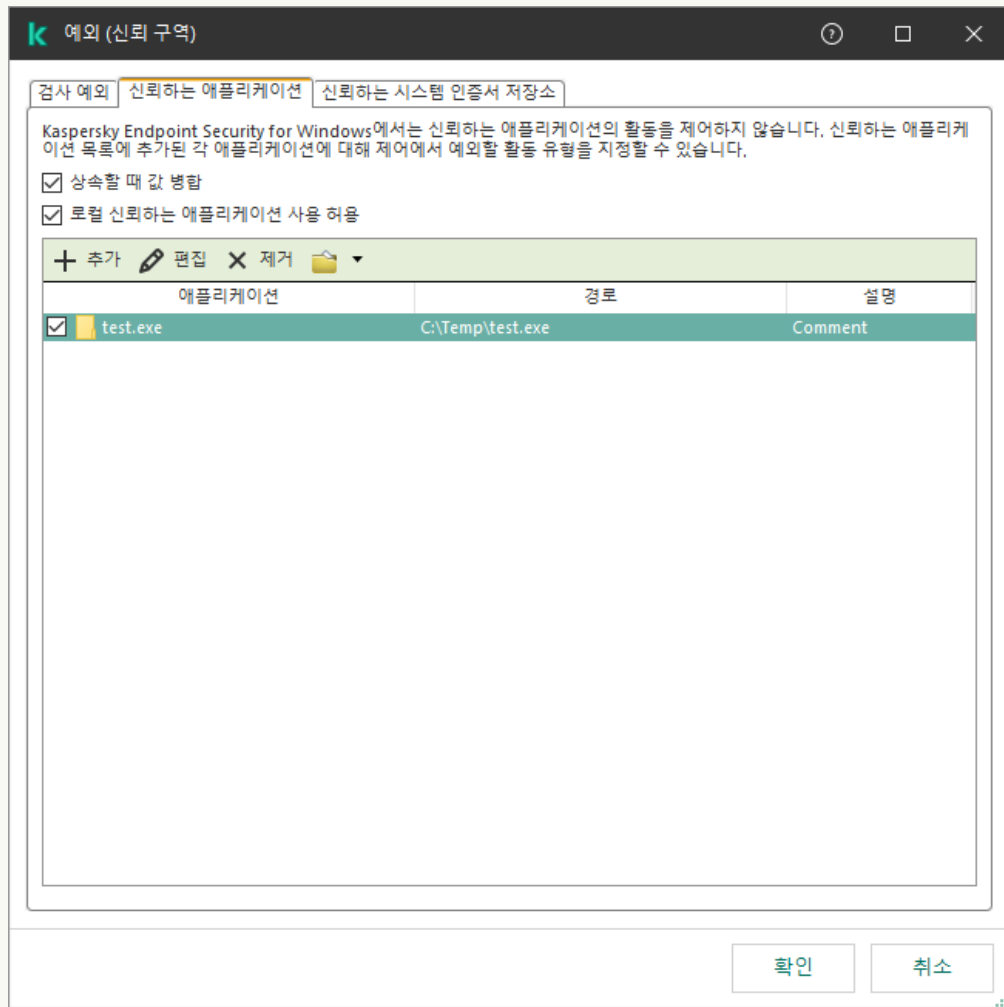 예외 (신뢰 구역)
검사 예외 신뢰하는 애플리케이션 신뢰하는 시스템 인증서 저장소
Kaspersky Endpoint Security for Windows에서는 신뢰하는 애플리케이션의 활동을 제어하지 않습니다. 신뢰하는 애플리케
이션 목록에 추가된 각 애플리케이션에 대해 제어에서 예외할 활동 유형을 지정할 수 있습니다.
상속할 때 값 병합
로컬 신뢰하는 애플리케이션 사용 허용
추가 편집 제거
애플리케이션 경로 설명
test.exe C:\Temp\test.exe Comment
확인 취소